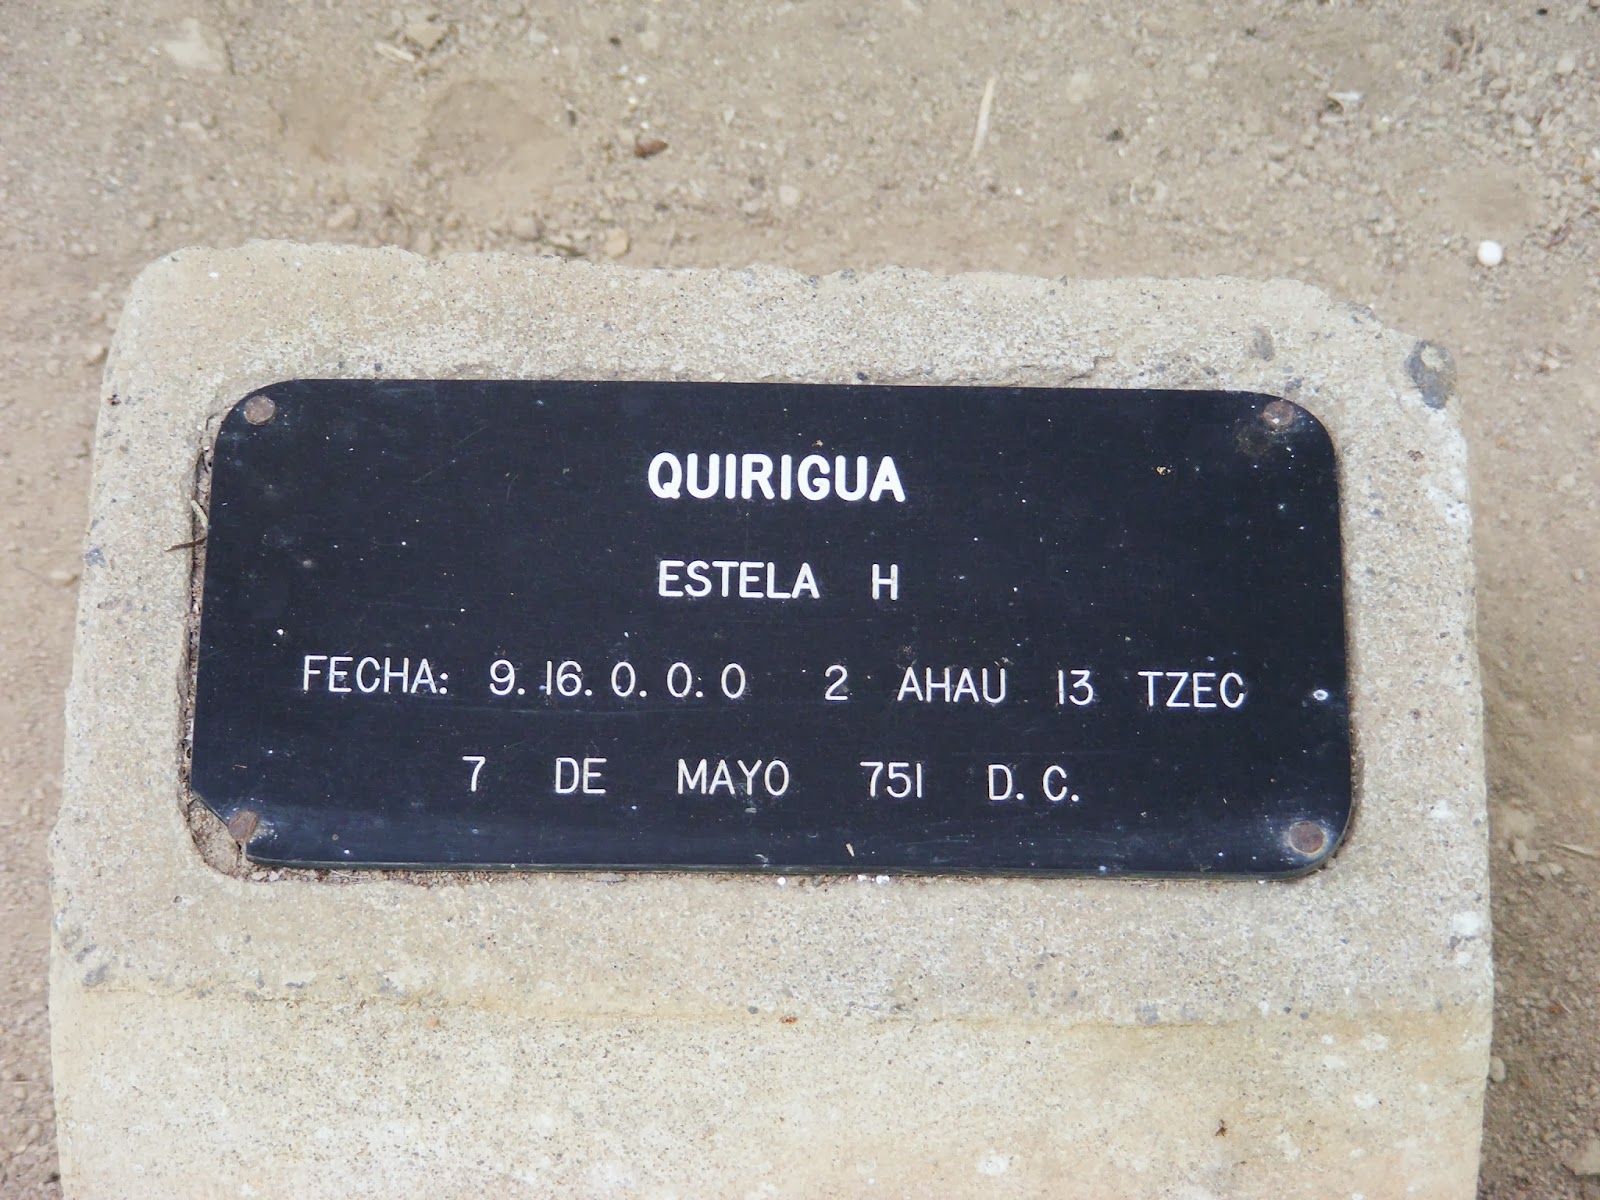 QUIRIGUA
ESTELA H
FECHA: 9.16.0.0.0 2 AHAU 13 TZEC
7 DE MAYO 751 D.C.